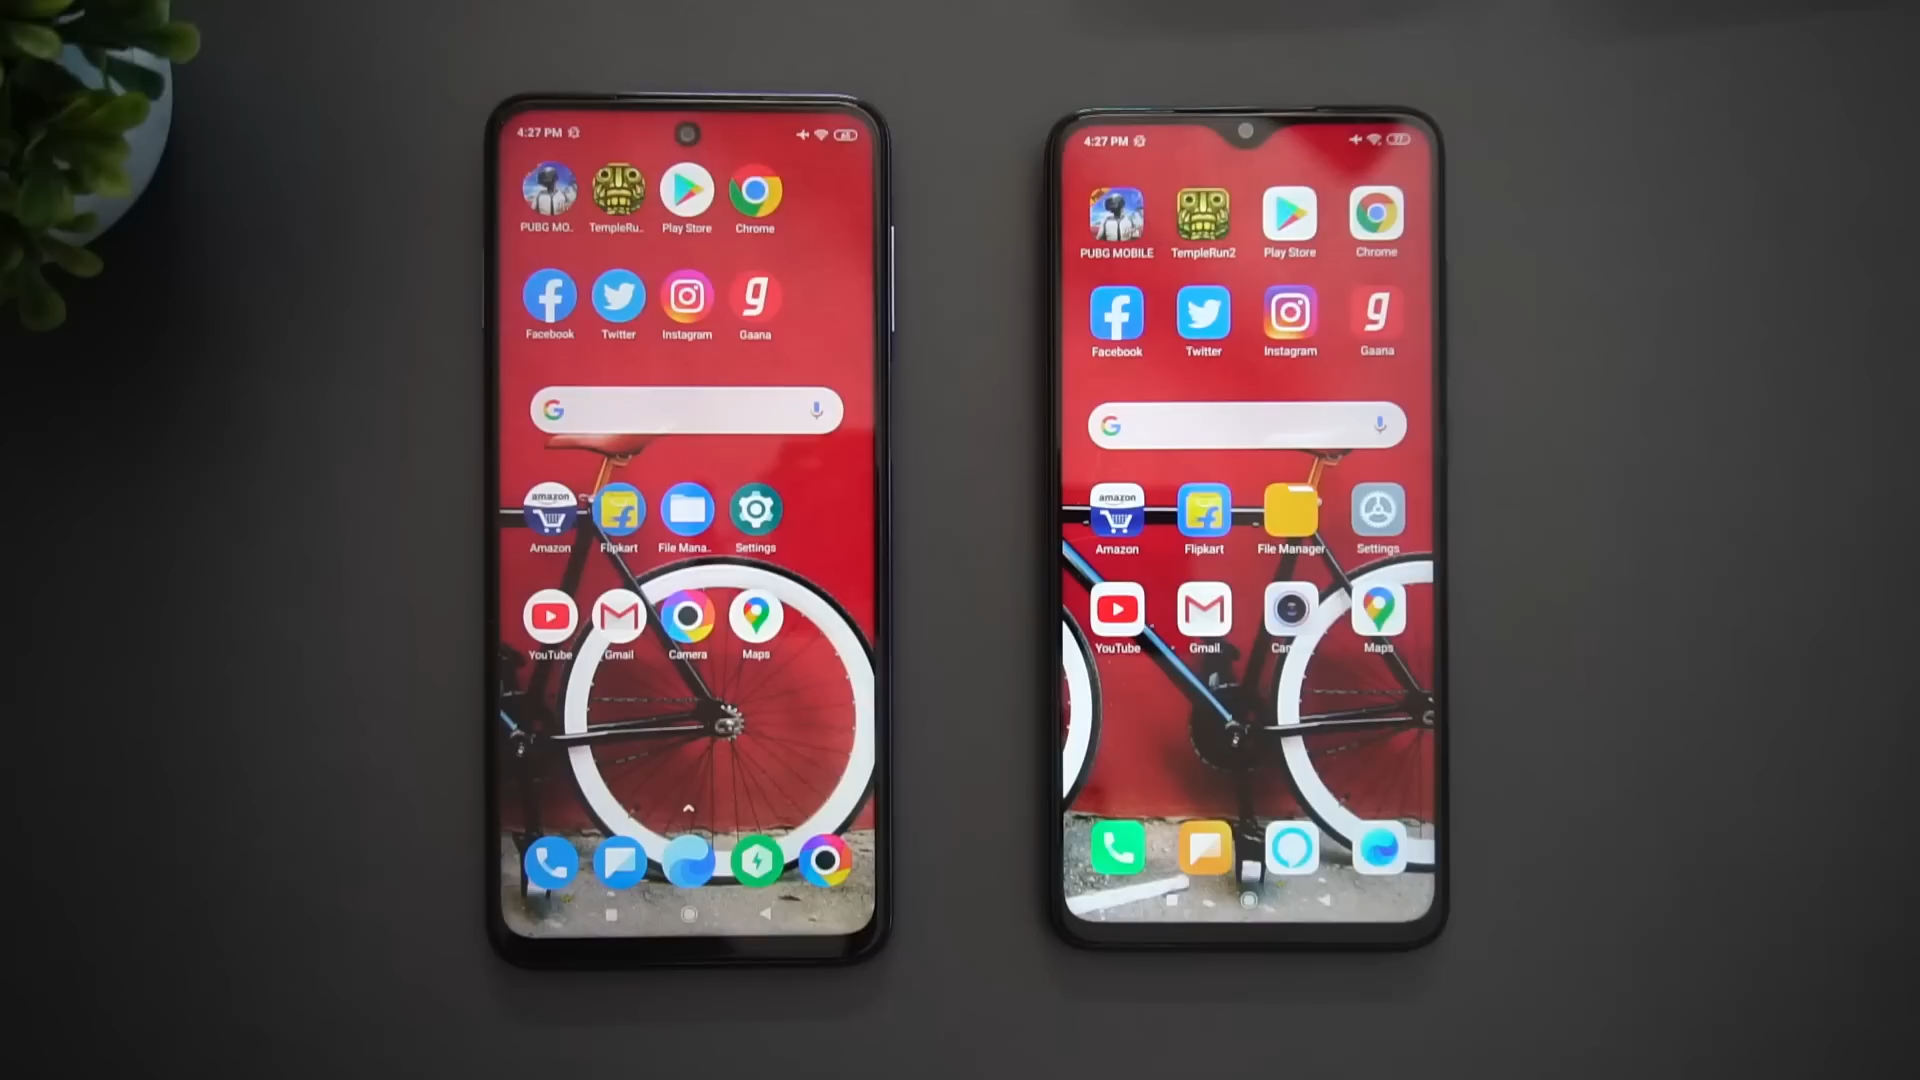 4:27 PM
68
PUBG MO..
TempleRu..
Play Store
Chrome
Facebook
Twitter
Instagram
Gaana
amazon
Amazon
Flipkart
File Mana..
Settings
YouTube
Gmail
Camera
Maps
4:27 PM
77
PUBG MOBILE
TempleRun2
Play Store
Chrome
Facebook
Twitter
Instagram
Gaana
amazon
Amazon
Flipkart
File Manager
Settings
YouTube
Gmail
Maps